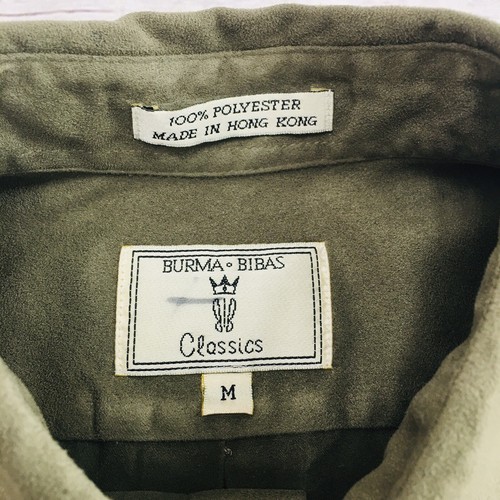 100% POLYESTER
MADE IN HONG KONG
BURMA • BIBAS
Classics
M